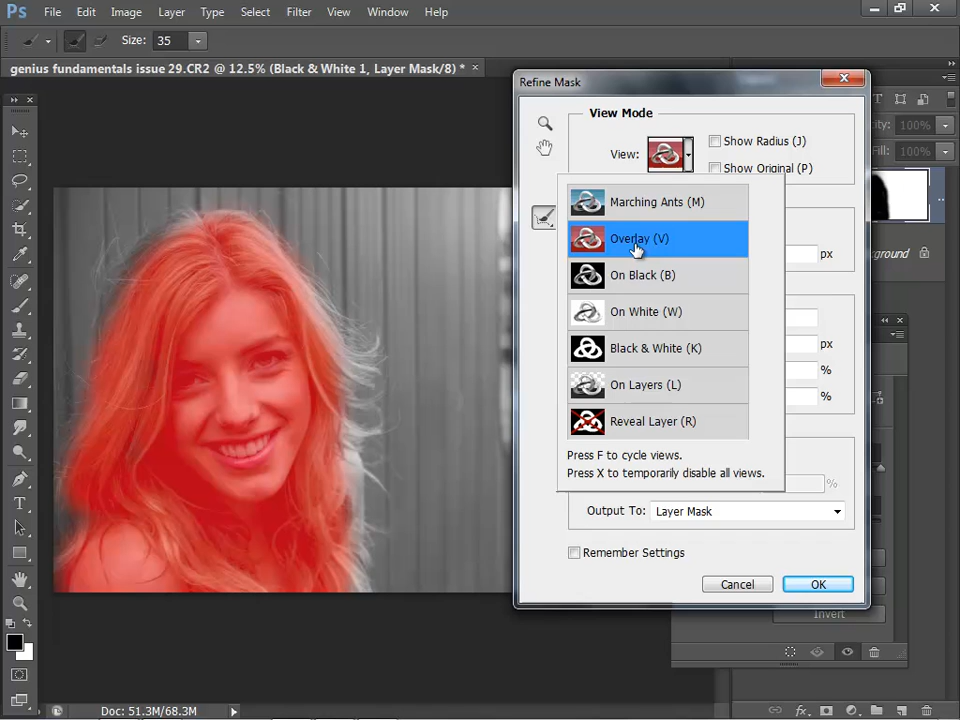 Ps File Edit Image Layer Type Select Filter View Window Help
Size: 35
genius fundamentals issue 29.CR2 @ 12.5% (Black & White 1, Layer Mask/8) * ×
Refine Mask
View Mode
View:
Show Radius (J)
Show Original (P)
Marching Ants (M)
Overlay (V)
On Black (B)
On White (W)
Black & White (K)
On Layers (L)
Reveal Layer (R)
Press F to cycle views.
Press X to temporarily disable all views.
px
px
%
%
%
Output To: Layer Mask
Remember Settings
Cancel OK
100%
Fill: 100%
Invert
Doc: 51.3M/68.3M